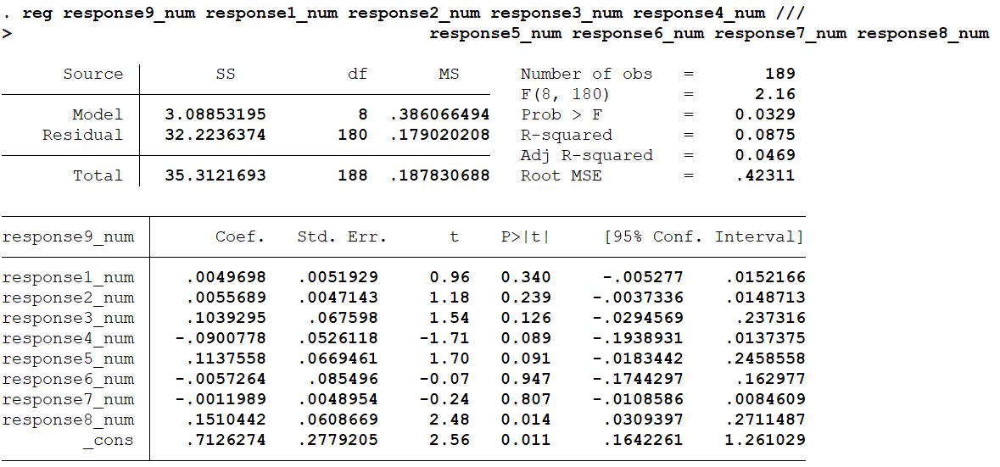 . reg response9_num response1_num response2_num response3_num response4_num ///
> response5_num response6_num response7_num response8_num
Source SS df MS Number of obs = 189
F(8, 180) = 2.16
Model 3.08853195 8 .386066494 Prob > F = 0.0329
Residual 32.2236374 180 .179020208 R-squared = 0.0875
Adj R-squared = 0.0469
Total 35.3121693 188 .187830688 Root MSE = .42311
response9_num Coef. Std. Err. t P>|t| [95% Conf. Interval]
response1_num .0049698 .0051929 0.96 0.340 -.005277 .0152166
response2_num .0055689 .0047143 1.18 0.239 -.0037336 .0148713
response3_num .1039295 .067598 1.54 0.126 -.0294569 .237316
response4_num -.0900778 .0526118 -1.71 0.089 -.1938931 .0137375
response5_num .1137558 .0669461 1.70 0.091 -.0183442 .2458558
response6_num -.0057264 .085496 -0.07 0.947 -.1744297 .162977
response7_num -.0011989 .0048954 -0.24 0.807 -.0108586 .0084609
response8_num .1510442 .0608669 2.48 0.014 .0309397 .2711487
_cons .7126274 .2779205 2.56 0.011 .1642261 1.261029